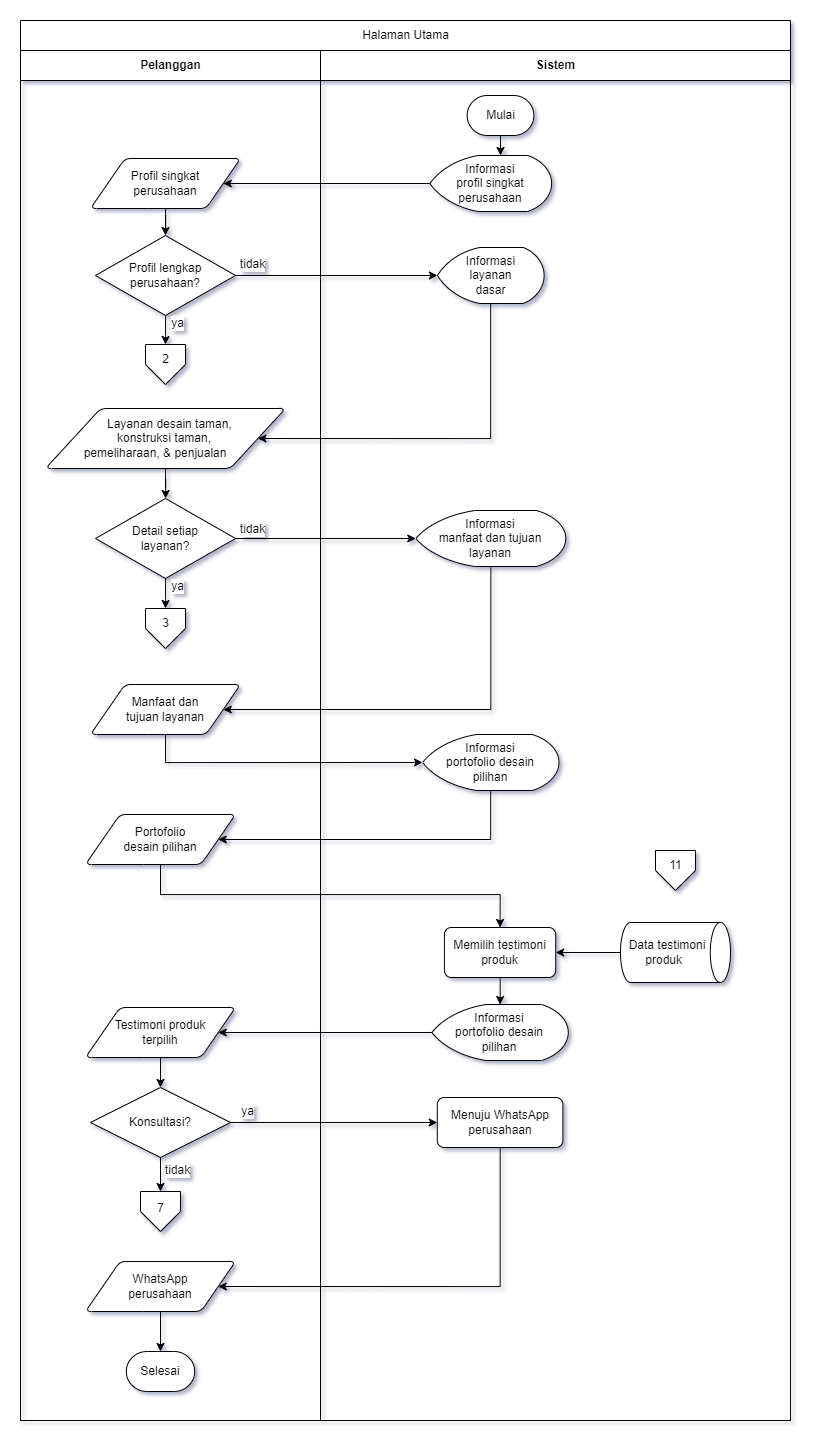 Halaman Utama
Pelanggan
Sistem
Mulai
Informasi
profil singkat
perusahaan
Profil singkat
perusahaan
Profil lengkap
perusahaan?
tidak
ya
2
Informasi
layanan
dasar
Layanan desain taman,
konstruksi taman,
pemeliharaan, & penjualan
Detail setiap
layanan?
tidak
ya
3
Informasi
manfaat dan tujuan
layanan
Manfaat dan
tujuan layanan
Informasi
portofolio desain
pilihan
Portofolio
desain pilihan
11
Memilih testimoni
produk
Data testimoni
produk
Informasi
portofolio desain
pilihan
Testimoni produk
terpilih
Konsultasi?
ya
tidak
7
Menuju WhatsApp
perusahaan
WhatsApp
perusahaan
Selesai